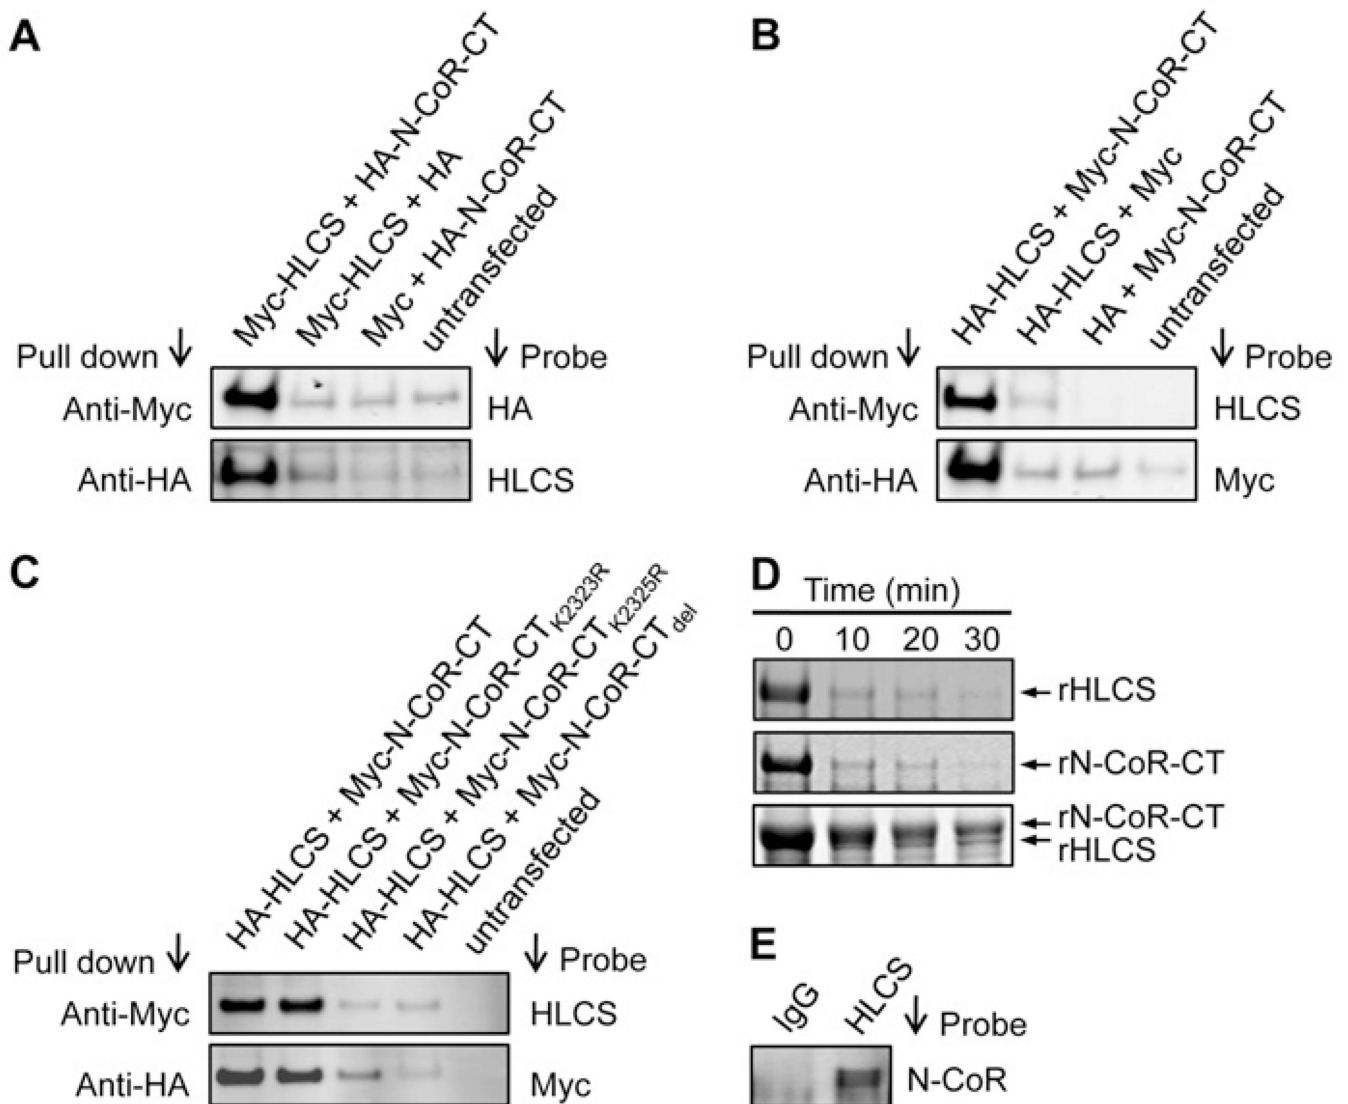 A
Myc-HLCS + HA-N-CoR-CT
Myc-HLCS + HA
Myc + HA-N-CoR-CT
untransfected
Pull down ↓
↓ Probe
Anti-Myc
HA
Anti-HA
HLCS
B
HA-HLCS + Myc-N-CoR-CT
HA-HLCS + Myc
HA + Myc-N-CoR-CT
untransfected
Pull down ↓
↓ Probe
Anti-Myc
HLCS
Anti-HA
Myc
C
HA-HLCS + Myc-N-CoR-CT
HA-HLCS + Myc-N-CoR-CTK2323R
HA-HLCS + Myc-N-CoR-CTK2325R
HA-HLCS + Myc-N-CoR-CTdel
untransfected
Pull down ↓
↓ Probe
Anti-Myc
HLCS
Anti-HA
Myc
D
Time (min)
0 10 20 30
← rHLCS
← rN-CoR-CT
← rN-CoR-CT
← rHLCS
E
IgG
HLCS
↓ Probe
N-CoR